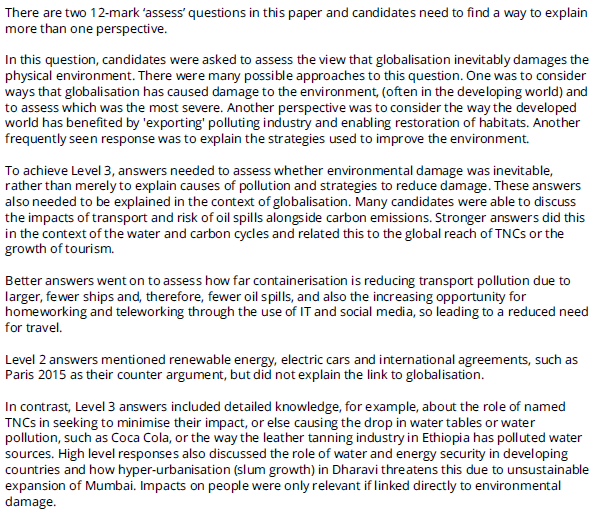 There are two 12-mark ‘assess’ questions in this paper and candidates need to find a way to explain
more than one perspective.
In this question, candidates were asked to assess the view that globalisation inevitably damages the
physical environment. There were many possible approaches to this question. One was to consider
ways that globalisation has caused damage to the environment, (often in the developing world) and
to assess which was the most severe. Another perspective was to consider the way the developed
world has benefited by 'exporting' polluting industry and enabling restoration of habitats. Another
frequently seen response was to explain the strategies used to improve the environment.
To achieve Level 3, answers needed to assess whether environmental damage was inevitable,
rather than merely to explain causes of pollution and strategies to reduce damage. These answers
also needed to be explained in the context of globalisation. Many candidates were able to discuss
the impacts of transport and risk of oil spills alongside carbon emissions. Stronger answers did this
in the context of the water and carbon cycles and related this to the global reach of TNCs or the
growth of tourism.
Better answers went on to assess how far containerisation is reducing transport pollution due to
larger, fewer ships and, therefore, fewer oil spills, and also the increasing opportunity for
homeworking and teleworking through the use of IT and social media, so leading to a reduced need
for travel.
Level 2 answers mentioned renewable energy, electric cars and international agreements, such as
Paris 2015 as their counter argument, but did not explain the link to globalisation.
In contrast, Level 3 answers included detailed knowledge, for example, about the role of named
TNCs in seeking to minimise their impact, or else causing the drop in water tables or water
pollution, such as Coca Cola, or the way the leather tanning industry in Ethiopia has polluted water
sources. High level responses also discussed the role of water and energy security in developing
countries and how hyper-urbanisation (slum growth) in Dharavi threatens this due to unsustainable
expansion of Mumbai. Impacts on people were only relevant if linked directly to environmental
damage.